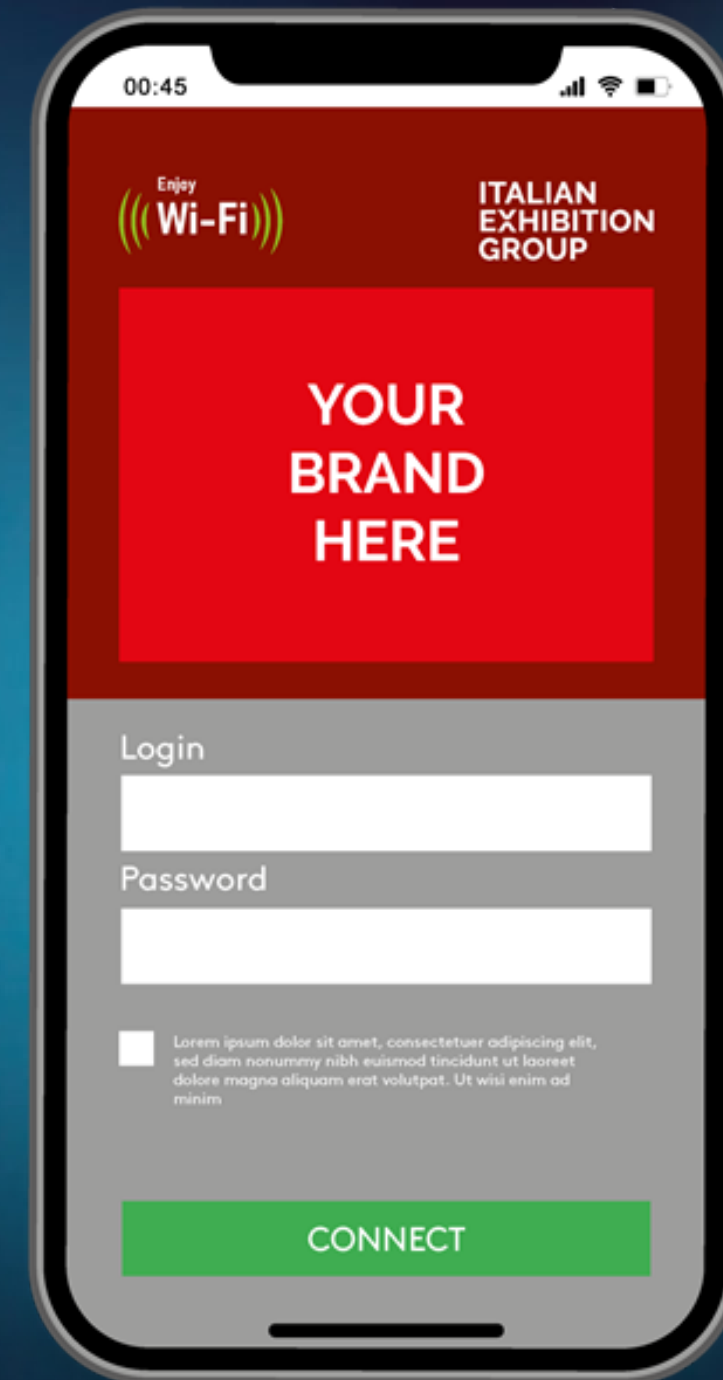 00:45
Enjoy
Wi-Fi
ITALIAN
EXHIBITION
GROUP
YOUR
BRAND
HERE
Login
Password
Lorem ipsum dolor sit amet, consectetuer adipiscing elit,
sed diam nonummy nibh euismod tincidunt ut laoreet
dolore magna aliquam erat volutpat. Ut wisi enim ad
minim
CONNECT